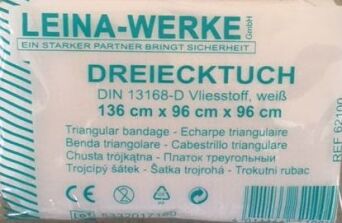 LEINA-WERKE GmbH
EIN STARKER PARTNER BRINGT SICHERHEIT
DREIECKTUCH
DIN 13168-D Vliesstoff, weiß
136 cm x 96 cm x 96 cm
Triangular bandage - Echarpe triangulaire
Benda triangolare - Cabestrillo triangulare
Chusta trójkątna - Платок треугольный
Trojcípý šátek - Šatka trojrohá - Trokutni rubac
REF 62100
CE